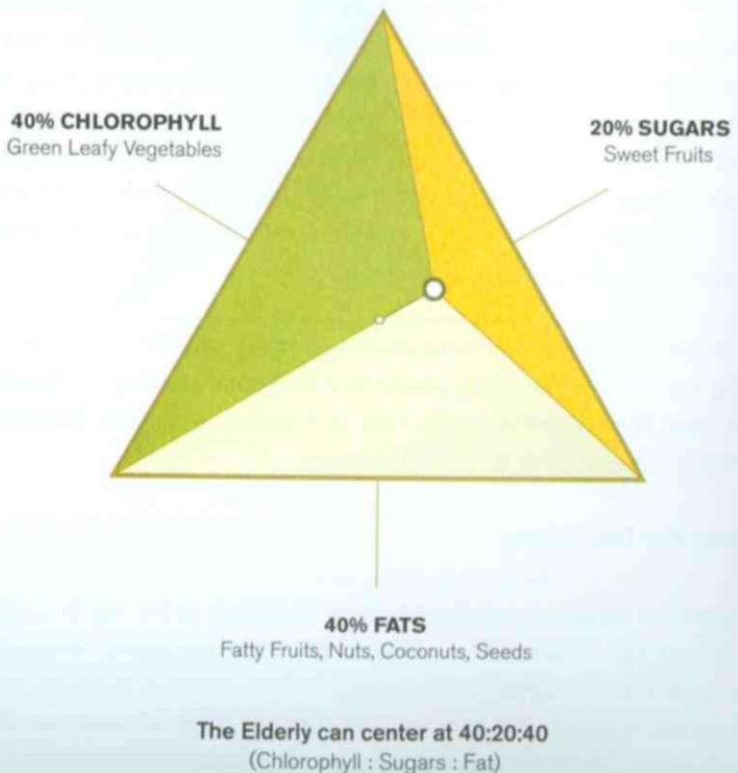 40% CHLOROPHYLL
Green Leafy Vegetables
20% SUGARS
Sweet Fruits
40% FATS
Fatty Fruits, Nuts, Coconuts, Seeds
The Elderly can center at 40:20:40
(Chlorophyll : Sugars : Fat)